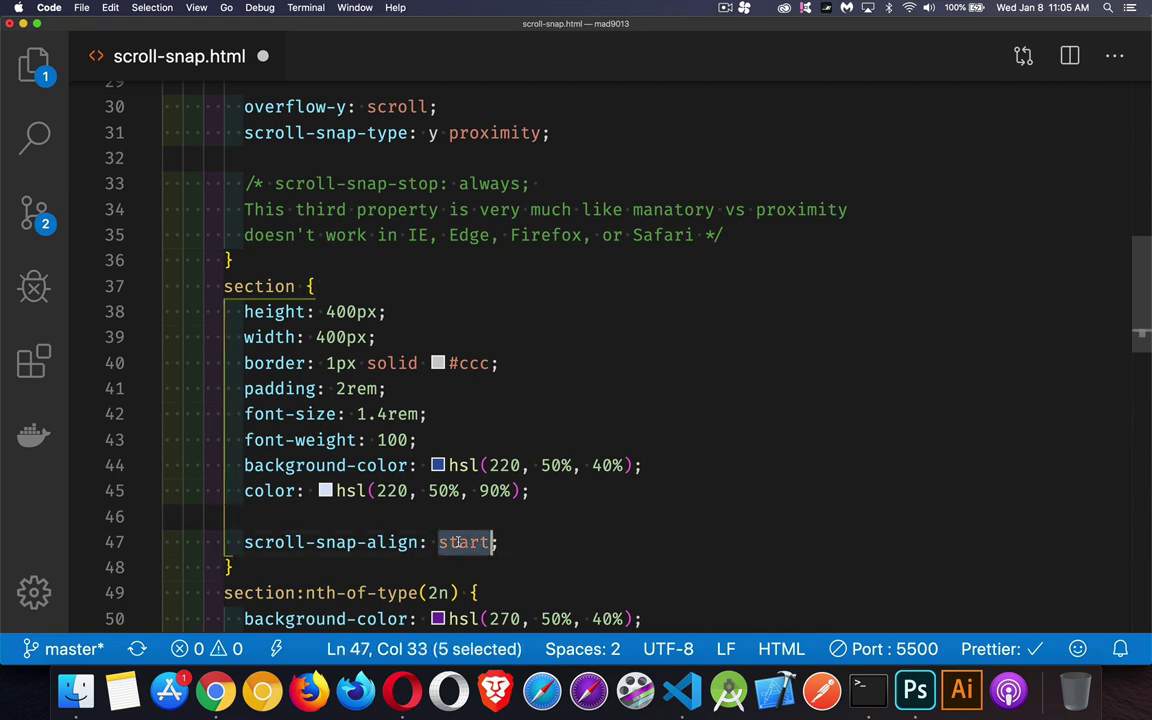 Code File Edit Selection View Go Debug Terminal Window Help 100% Wed Jan 8 11:05 AM
scroll-snap.html — mad9013
scroll-snap.html
1
2
29
30 overflow-y: scroll;
31 scroll-snap-type: y proximity;
32
33 /* scroll-snap-stop: always;
34 This third property is very much like manatory vs proximity
35 doesn't work in IE, Edge, Firefox, or Safari */
36 }
37 section {
38 height: 400px;
39 width: 400px;
40 border: 1px solid #ccc;
41 padding: 2rem;
42 font-size: 1.4rem;
43 font-weight: 100;
44 background-color: hsl(220, 50%, 40%);
45 color: hsl(220, 50%, 90%);
46
47 scroll-snap-align: start;
48 }
49 section:nth-of-type(2n) {
50 background-color: hsl(270, 50%, 40%);
master* 0 0 Ln 47, Col 33 (5 selected) Spaces: 2 UTF-8 LF HTML Port : 5500 Prettier: ✓
1
>_
Ps
Ai